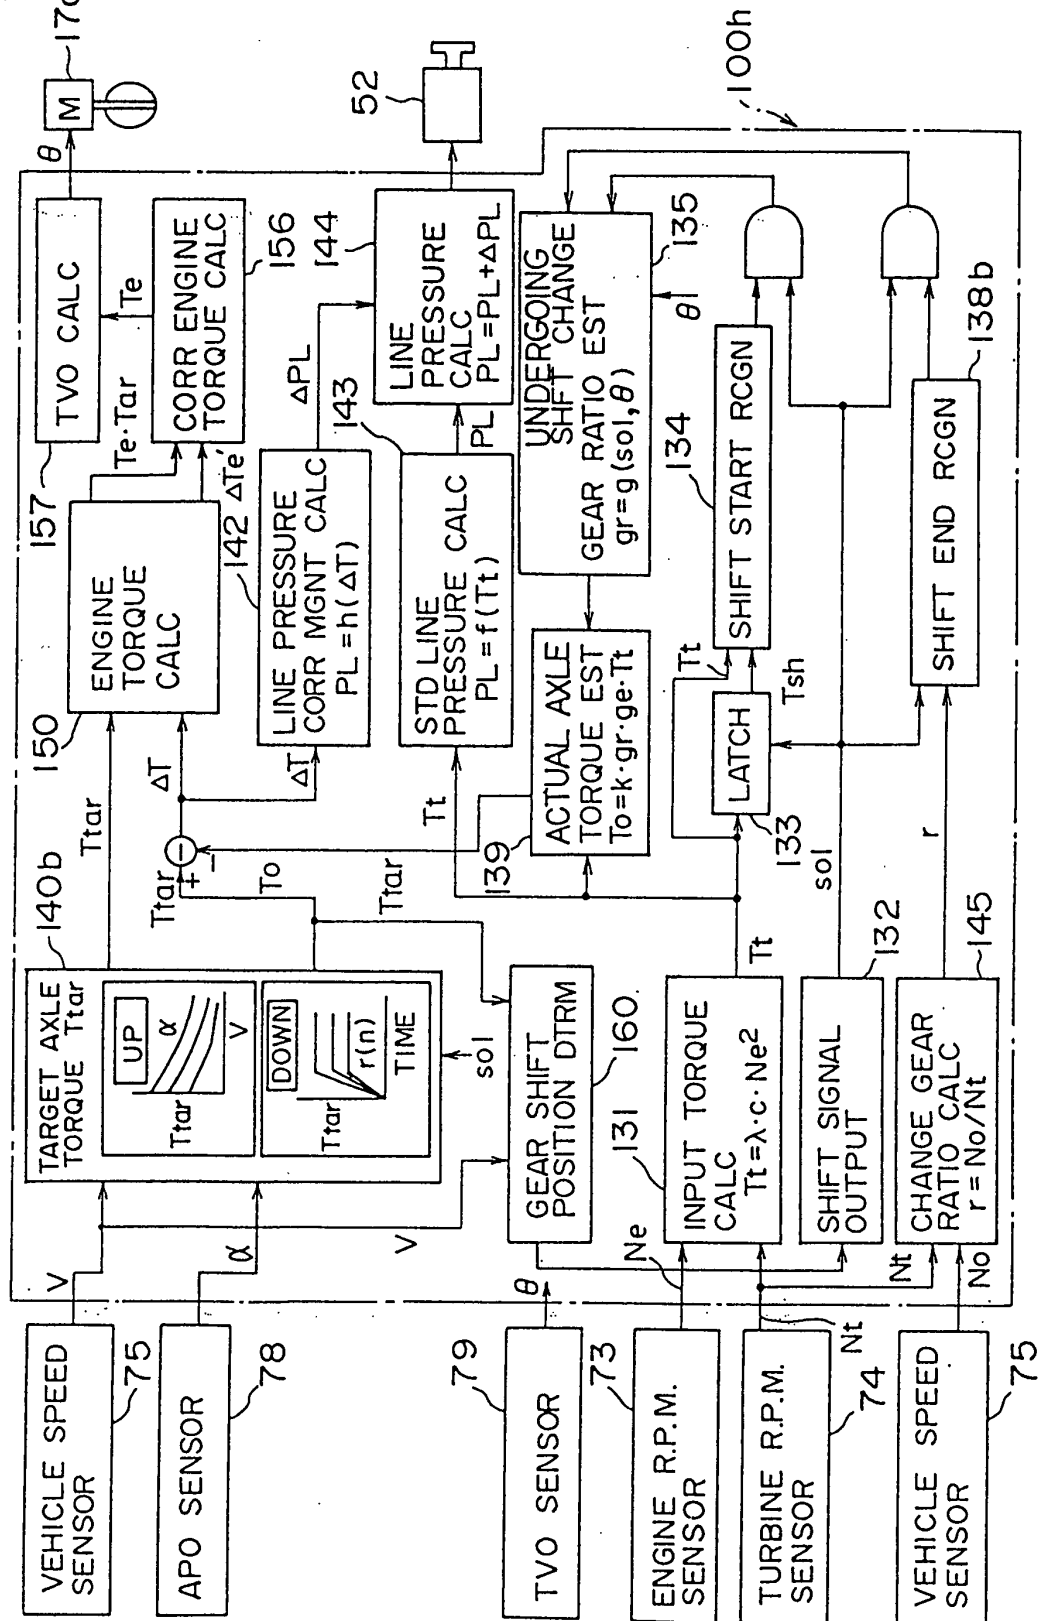 VEHICLE SPEED
SENSOR
75
APO SENSOR
78
TVO SENSOR
79
ENGINE R.P.M.
SENSOR
73
TURBINE R.P.M.
SENSOR
74
VEHICLE SPEED
SENSOR
75
V
α
V
θ
Ne
Nt
Nt
No
TARGET AXLE
TORQUE Ttar
140b
UP
Ttar
α
V
DOWN
Ttar
r(n)
TIME
sol
GEAR SHIFT
POSITION DTRM
160
131
INPUT TORQUE
CALC
Tt=λ·c·Ne²
SHIFT SIGNAL
OUTPUT
132
CHANGE GEAR
RATIO CALC
r=No/Nt
145
Ttar
Ttar
+
-
-
To
Ttar
ΔT
ΔT
Tt
Tt
sol
r
150
ENGINE
TORQUE
CALC
Te·Tar
ΔTe'
142
LINE PRESSURE
CORR MGNT CALC
PL=h(ΔT)
ΔPL
143
STD LINE
PRESSURE CALC
PL=f(Tt)
PL
139
ACTUAL AXLE
TORQUE EST
To=k·gr·ge·Tt
133
LATCH
Tt
Tsh
134
SHIFT START RCGN
SHIFT END RCGN
138b
157
TVO CALC
Te
CORR ENGINE
TORQUE CALC
156
144
LINE
PRESSURE
CALC
PL=PL+ΔPL
UNDERGOING
SHFT CHANGE
GEAR RATIO EST
gr=g(sol,θ)
135
θ
θ
M
52
100h